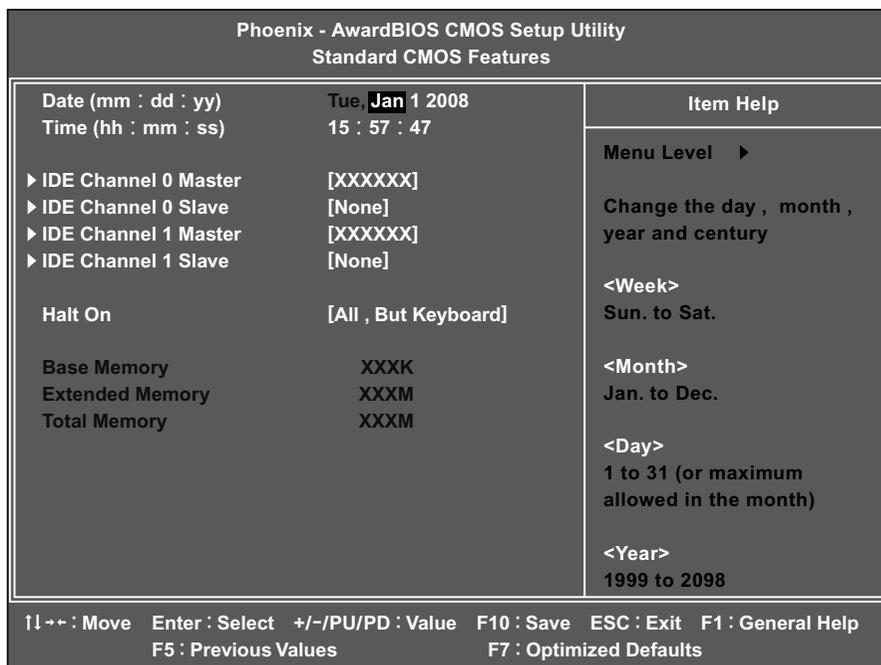 Phoenix - AwardBIOS CMOS Setup Utility
Standard CMOS Features
Date (mm : dd : yy) Tue, Jan 1 2008
Time (hh : mm : ss) 15 : 57 : 47
▶ IDE Channel 0 Master [XXXXXX]
▶ IDE Channel 0 Slave [None]
▶ IDE Channel 1 Master [XXXXXX]
▶ IDE Channel 1 Slave [None]
Halt On [All , But Keyboard]
Base Memory XXXK
Extended Memory XXXM
Total Memory XXXM
Item Help
Menu Level ▶
Change the day , month ,
year and century
<Week>
Sun. to Sat.
<Month>
Jan. to Dec.
<Day>
1 to 31 (or maximum
allowed in the month)
<Year>
1999 to 2098
↑↓→← : Move Enter : Select +/-/PU/PD : Value F10 : Save ESC : Exit F1 : General Help
F5 : Previous Values F7 : Optimized Defaults